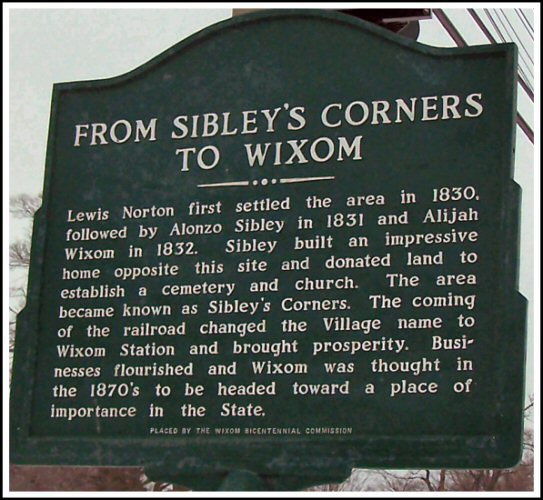 FROM SIBLEY'S CORNERS
TO WIXOM
Lewis Norton first settled the area in 1830,
followed by Alonzo Sibley in 1831 and Alijah
Wixom in 1832. Sibley built an impressive
home opposite this site and donated land to
establish a cemetery and church. The area
became known as Sibley's Corners. The coming
of the railroad changed the Village name to
Wixom Station and brought prosperity. Busi-
nesses flourished and Wixom was thought in
the 1870's to be headed toward a place of
importance in the State.
PLACED BY THE WIXOM BICENTENNIAL COMMISSION